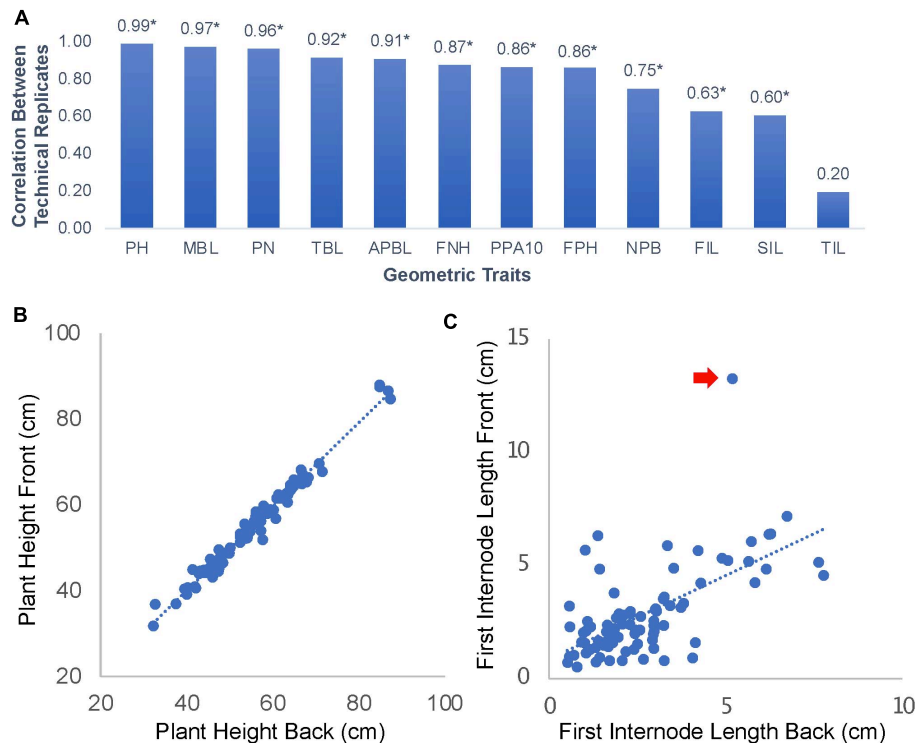 A
Correlation Between
Technical Replicates
1.00
0.80
0.60
0.40
0.20
0.00
0.99* 0.97* 0.96* 0.92* 0.91* 0.87* 0.86* 0.86* 0.75* 0.63* 0.60* 0.20
PH MBL PN TBL APBL FNH PPA10 FPH NPB FIL SIL TIL
Geometric Traits
B
Plant Height Front (cm)
100
80
60
40
20
20 40 60 80 100
Plant Height Back (cm)
C
First Internode Length Front (cm)
15
10
5
0
0 5 10
First Internode Length Back (cm)